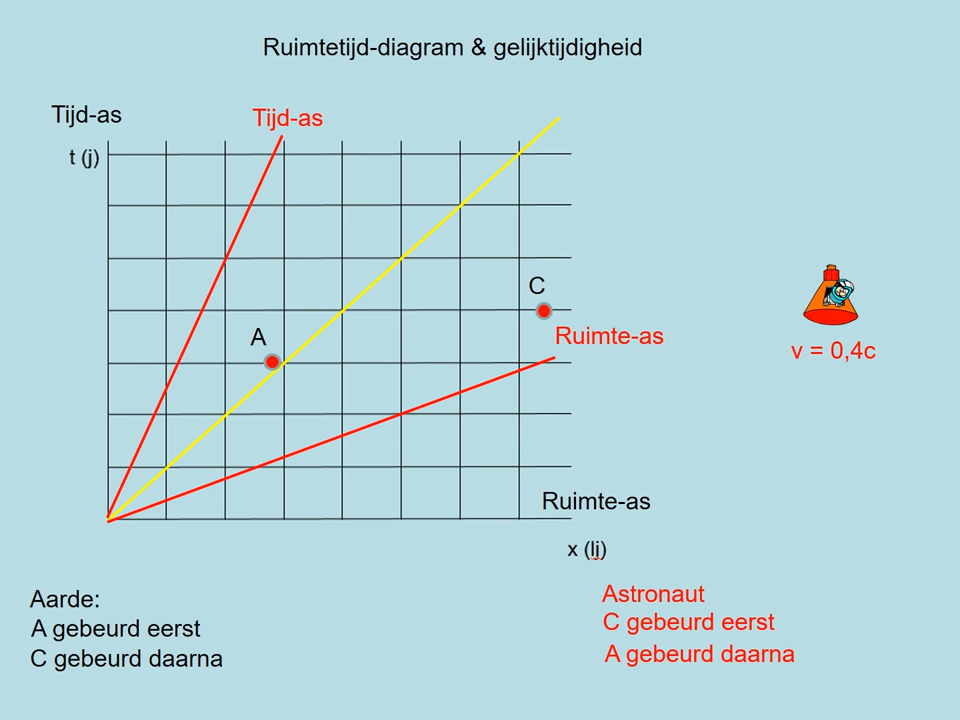 Ruimtetijd-diagram & gelijktijdigheid
Tijd-as
Tijd-as
t (j)
C
A
Ruimte-as
v = 0,4c
Ruimte-as
x (lj)
Aarde:
A gebeurd eerst
C gebeurd daarna
Astronaut
C gebeurd eerst
A gebeurd daarna